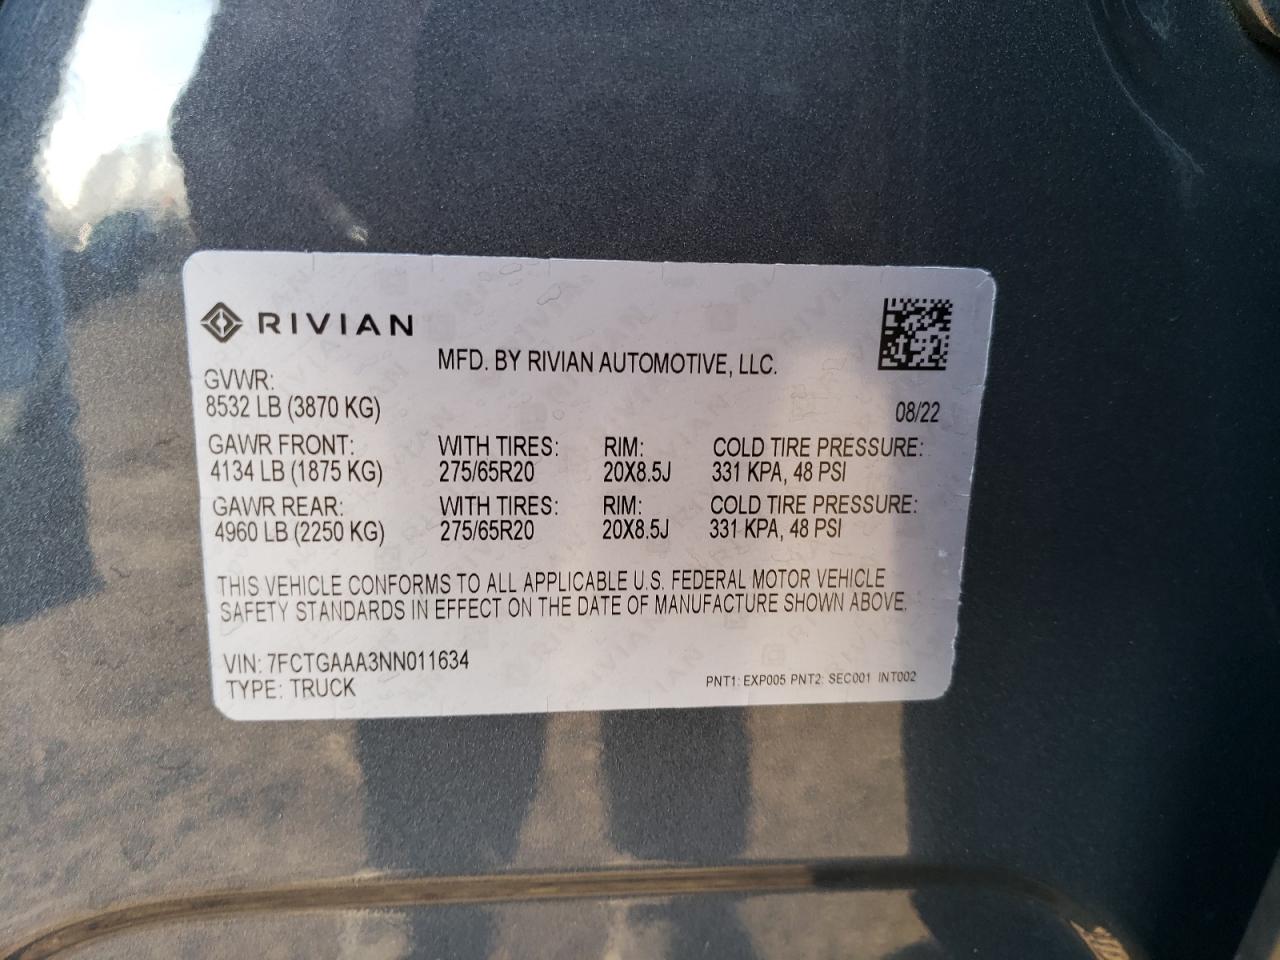 RIVIAN
MFD. BY RIVIAN AUTOMOTIVE, LLC.
GVWR:
8532 LB (3870 KG)
08/22
GAWR FRONT: WITH TIRES: RIM: COLD TIRE PRESSURE:
4134 LB (1875 KG) 275/65R20 20X8.5J 331 KPA, 48 PSI
GAWR REAR: WITH TIRES: RIM: COLD TIRE PRESSURE:
4960 LB (2250 KG) 275/65R20 20X8.5J 331 KPA, 48 PSI
THIS VEHICLE CONFORMS TO ALL APPLICABLE U.S. FEDERAL MOTOR VEHICLE
SAFETY STANDARDS IN EFFECT ON THE DATE OF MANUFACTURE SHOWN ABOVE.
VIN: 7FCTGAAA3NN011634
TYPE: TRUCK
PNT1: EXP005 PNT2: SEC001 INT002